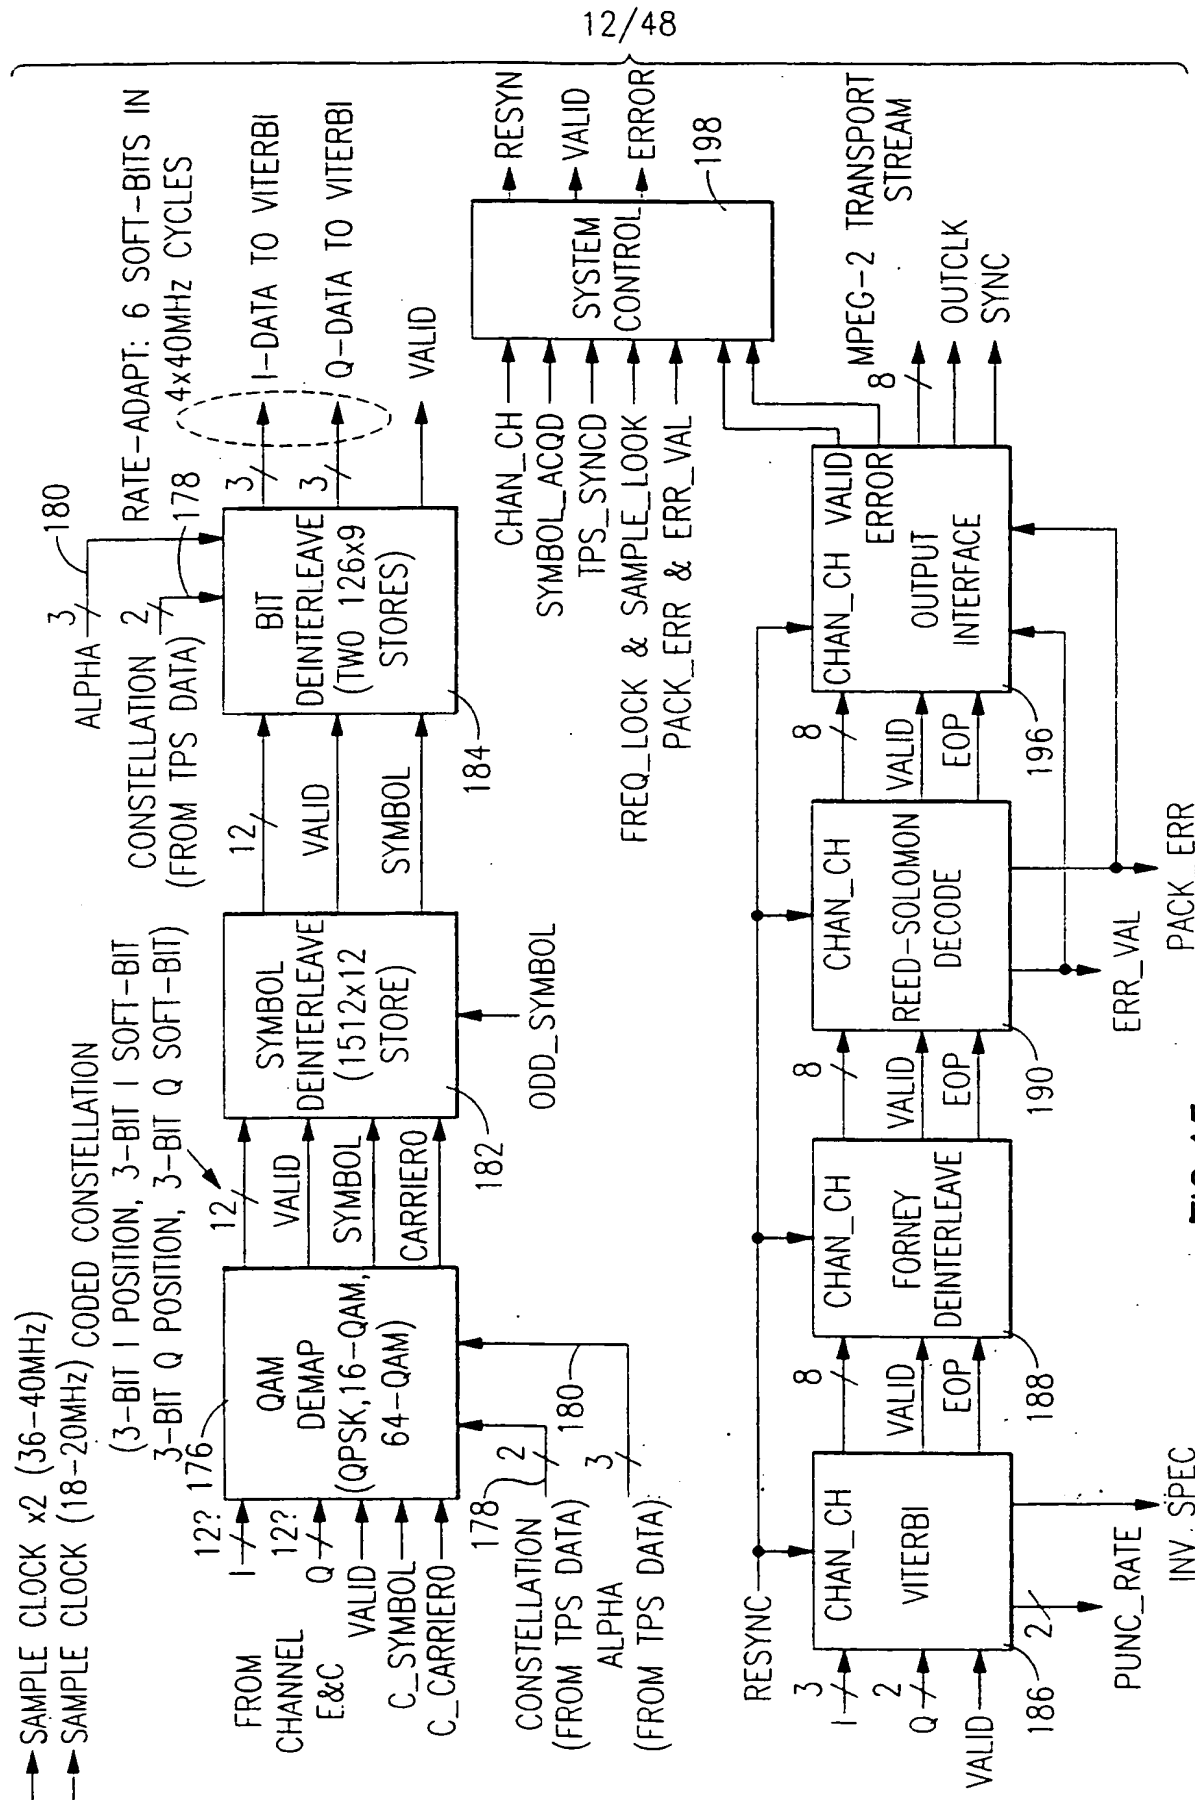 12/48
SAMPLE CLOCK x2 (36-40MHz)
SAMPLE CLOCK (18-20MHz)
CODED CONSTELLATION
(3-BIT I POSITION, 3-BIT I SOFT-BIT
3-BIT Q POSITION, 3-BIT Q SOFT-BIT)
176
FROM
CHANNEL
E.&C
12?
I
12?
Q
VALID
C_SYMBOL
C_CARRIER0
QAM
DEMAP
(QPSK,16-QAM,
64-QAM)
178
2
CONSTELLATION
(FROM TPS DATA)
180
3
ALPHA
(FROM TPS DATA)
12
VALID
SYMBOL
CARRIER0
SYMBOL
DEINTERLEAVE
(1512x12
STORE)
182
ODD_SYMBOL
12
VALID
SYMBOL
ALPHA
3
180
CONSTELLATION
(FROM TPS DATA)
2
178
BIT
DEINTERLEAVE
(TWO 126x9
STORES)
184
RATE-ADAPT: 6 SOFT-BITS IN
4x40MHz CYCLES
3
I-DATA TO VITERBI
3
Q-DATA TO VITERBI
VALID
CHAN_CH
SYMBOL_ACQD
TPS_SYNCD
FREQ_LOCK & SAMPLE_LOOK
PACK_ERR & ERR_VAL
SYSTEM
CONTROL
198
RESYN
VALID
ERROR
RESYNC
3
I
2
Q
VALID
CHAN_CH
VITERBI
186
2
PUNC_RATE
INV. SPEC
8
VALID
EOP
CHAN_CH
FORNEY
DEINTERLEAVE
188
8
VALID
EOP
CHAN_CH
REED-SOLOMON
DECODE
190
ERR_VAL
PACK_ERR
8
VALID
EOP
CHAN_CH VALID
ERROR
OUTPUT
INTERFACE
196
8
MPEG-2 TRANSPORT
STREAM
OUTCLK
SYNC